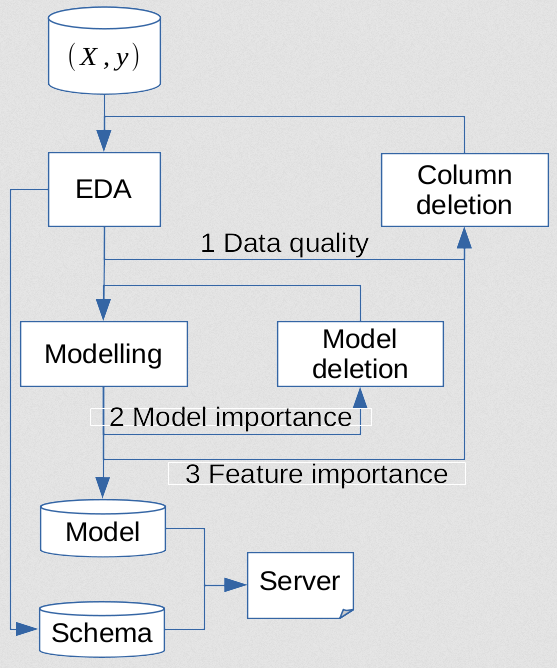 (X, y)
EDA
Column
deletion
1 Data quality
Modelling
Model
deletion
2 Model importance
3 Feature importance
Model
Server
Schema